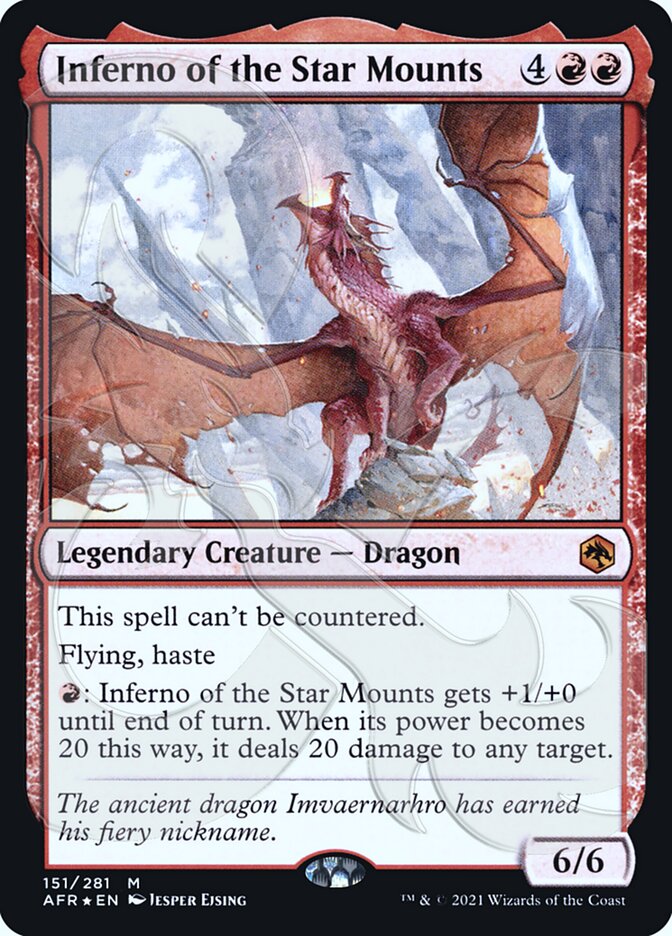 Inferno of the Star Mounts 4
Legendary Creature — Dragon
This spell can't be countered.
Flying, haste
: Inferno of the Star Mounts gets +1/+0
until end of turn. When its power becomes
20 this way, it deals 20 damage to any target.
The ancient dragon Imvaernarhro has earned
his fiery nickname.
6/6
151/281 M
AFR★EN Jesper Ejsing
™ & © 2021 Wizards of the Coast